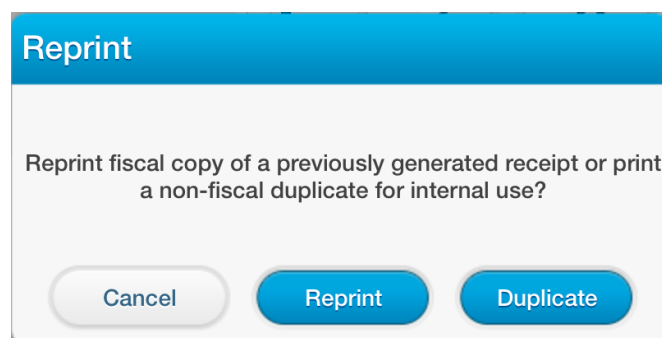 Reprint
Reprint fiscal copy of a previously generated receipt or print
a non-fiscal duplicate for internal use?
Cancel
Reprint
Duplicate